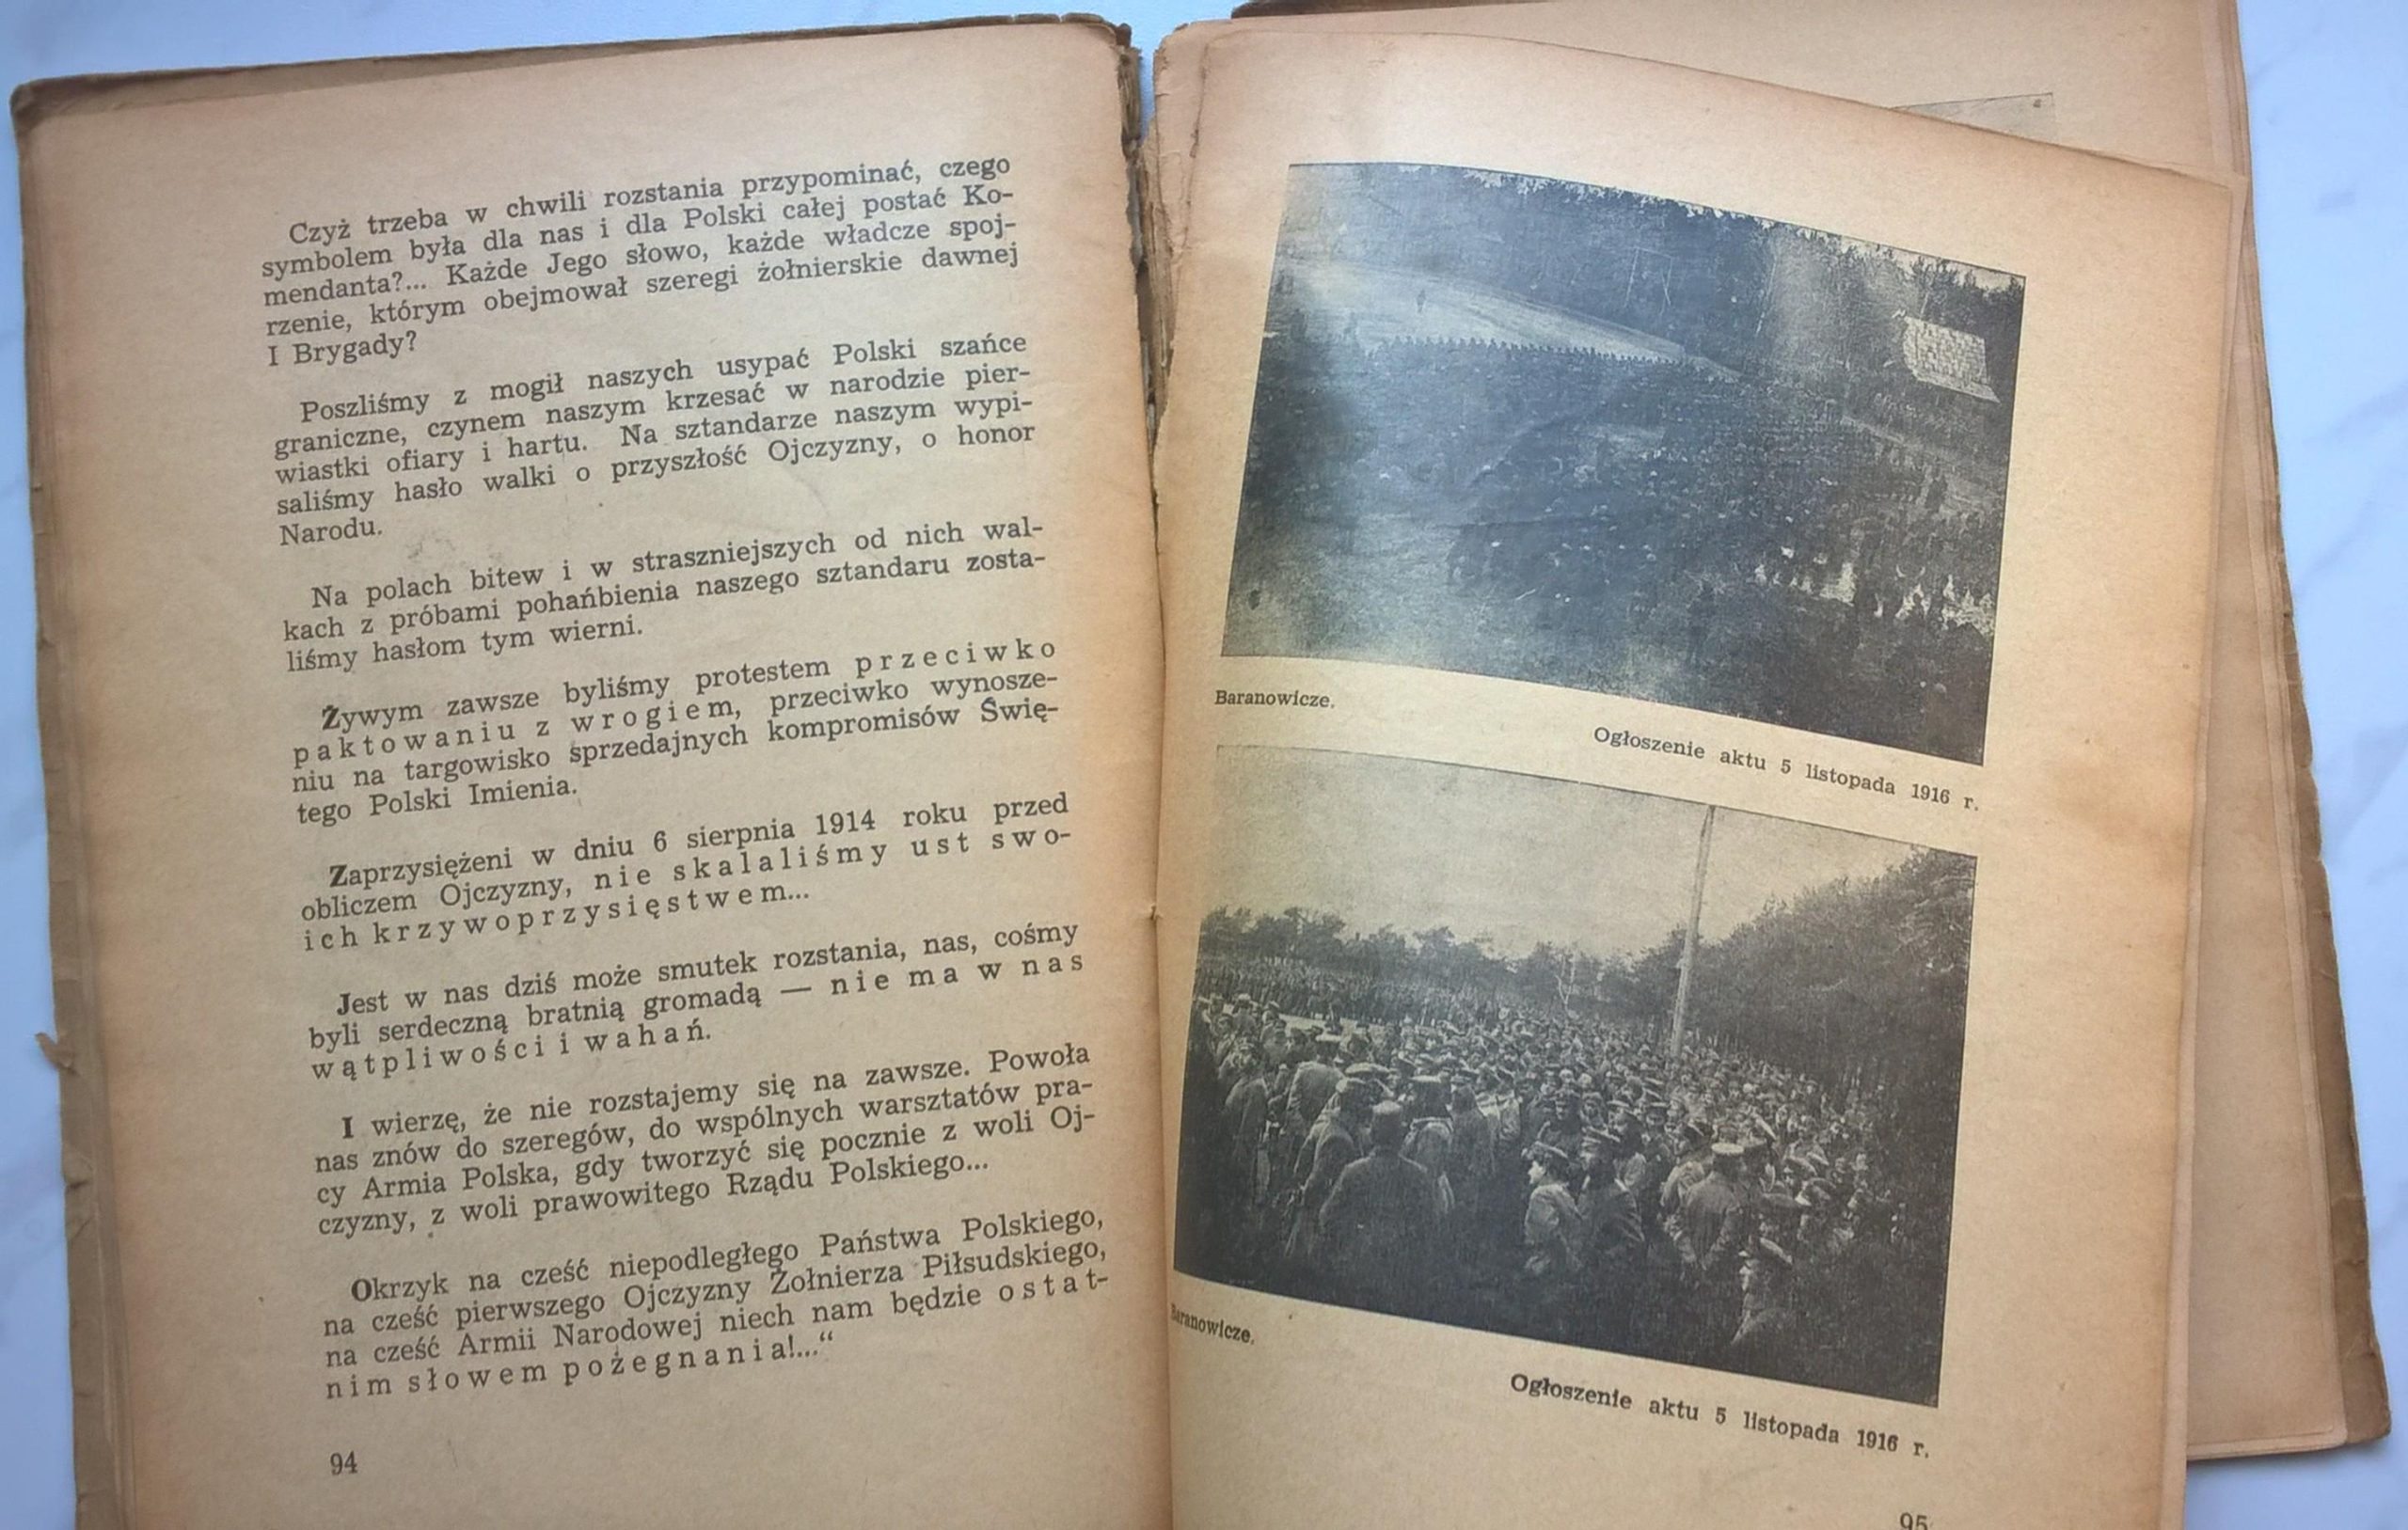 Czyż trzeba w chwili rozstania przypominać, czego
symbolem była dla nas i dla Polski całej postać Ko-
mendanta?... Każde Jego słowo, każde władcze spoj-
rzenie, którym obejmował szeregi żołnierskie dawnej
I Brygady?
Poszliśmy z mogił naszych usypać Polski szańce
graniczne, czynem naszym krzesać w narodzie pier-
wiastki ofiary i hartu. Na sztandarze naszym wypi-
saliśmy hasło walki o przyszłość Ojczyzny, o honor
Narodu.
Na polach bitew i w straszniejszych od nich wal-
kach z próbami pohańbienia naszego sztandaru zosta-
liśmy hasłom tym wierni.
Żywym zawsze byliśmy protestem przeciwko
paktowaniu z wrogiem, przeciwko wynosze-
niu na targowisko sprzedajnych kompromisów Świę-
tego Polski Imienia.
Zaprzysiężeni w dniu 6 sierpnia 1914 roku przed
obliczem Ojczyzny, nie skalaliśmy ust swo-
ich krzywoprzysięstwem...
Jest w nas dziś może smutek rozstania, nas, cośmy
byli serdeczną bratnią gromadą — nie ma w nas
wątpliwości i wahań.
I wierzę, że nie rozstajemy się na zawsze. Powoła
nas znów do szeregów, do wspólnych warsztatów pra-
cy Armia Polska, gdy tworzyć się pocznie z woli Oj-
czyzny, z woli prawowitego Rządu Polskiego...
Okrzyk na cześć niepodległego Państwa Polskiego,
na cześć pierwszego Ojczyzny Żołnierza Piłsudskiego,
na cześć Armii Narodowej niech nam będzie ostat-
nim słowem pożegnania!...“
94
Baranowicze.
Ogłoszenie aktu 5 listopada 1916 r.
Baranowicze.
Ogłoszenie aktu 5 listopada 1916 r.
95